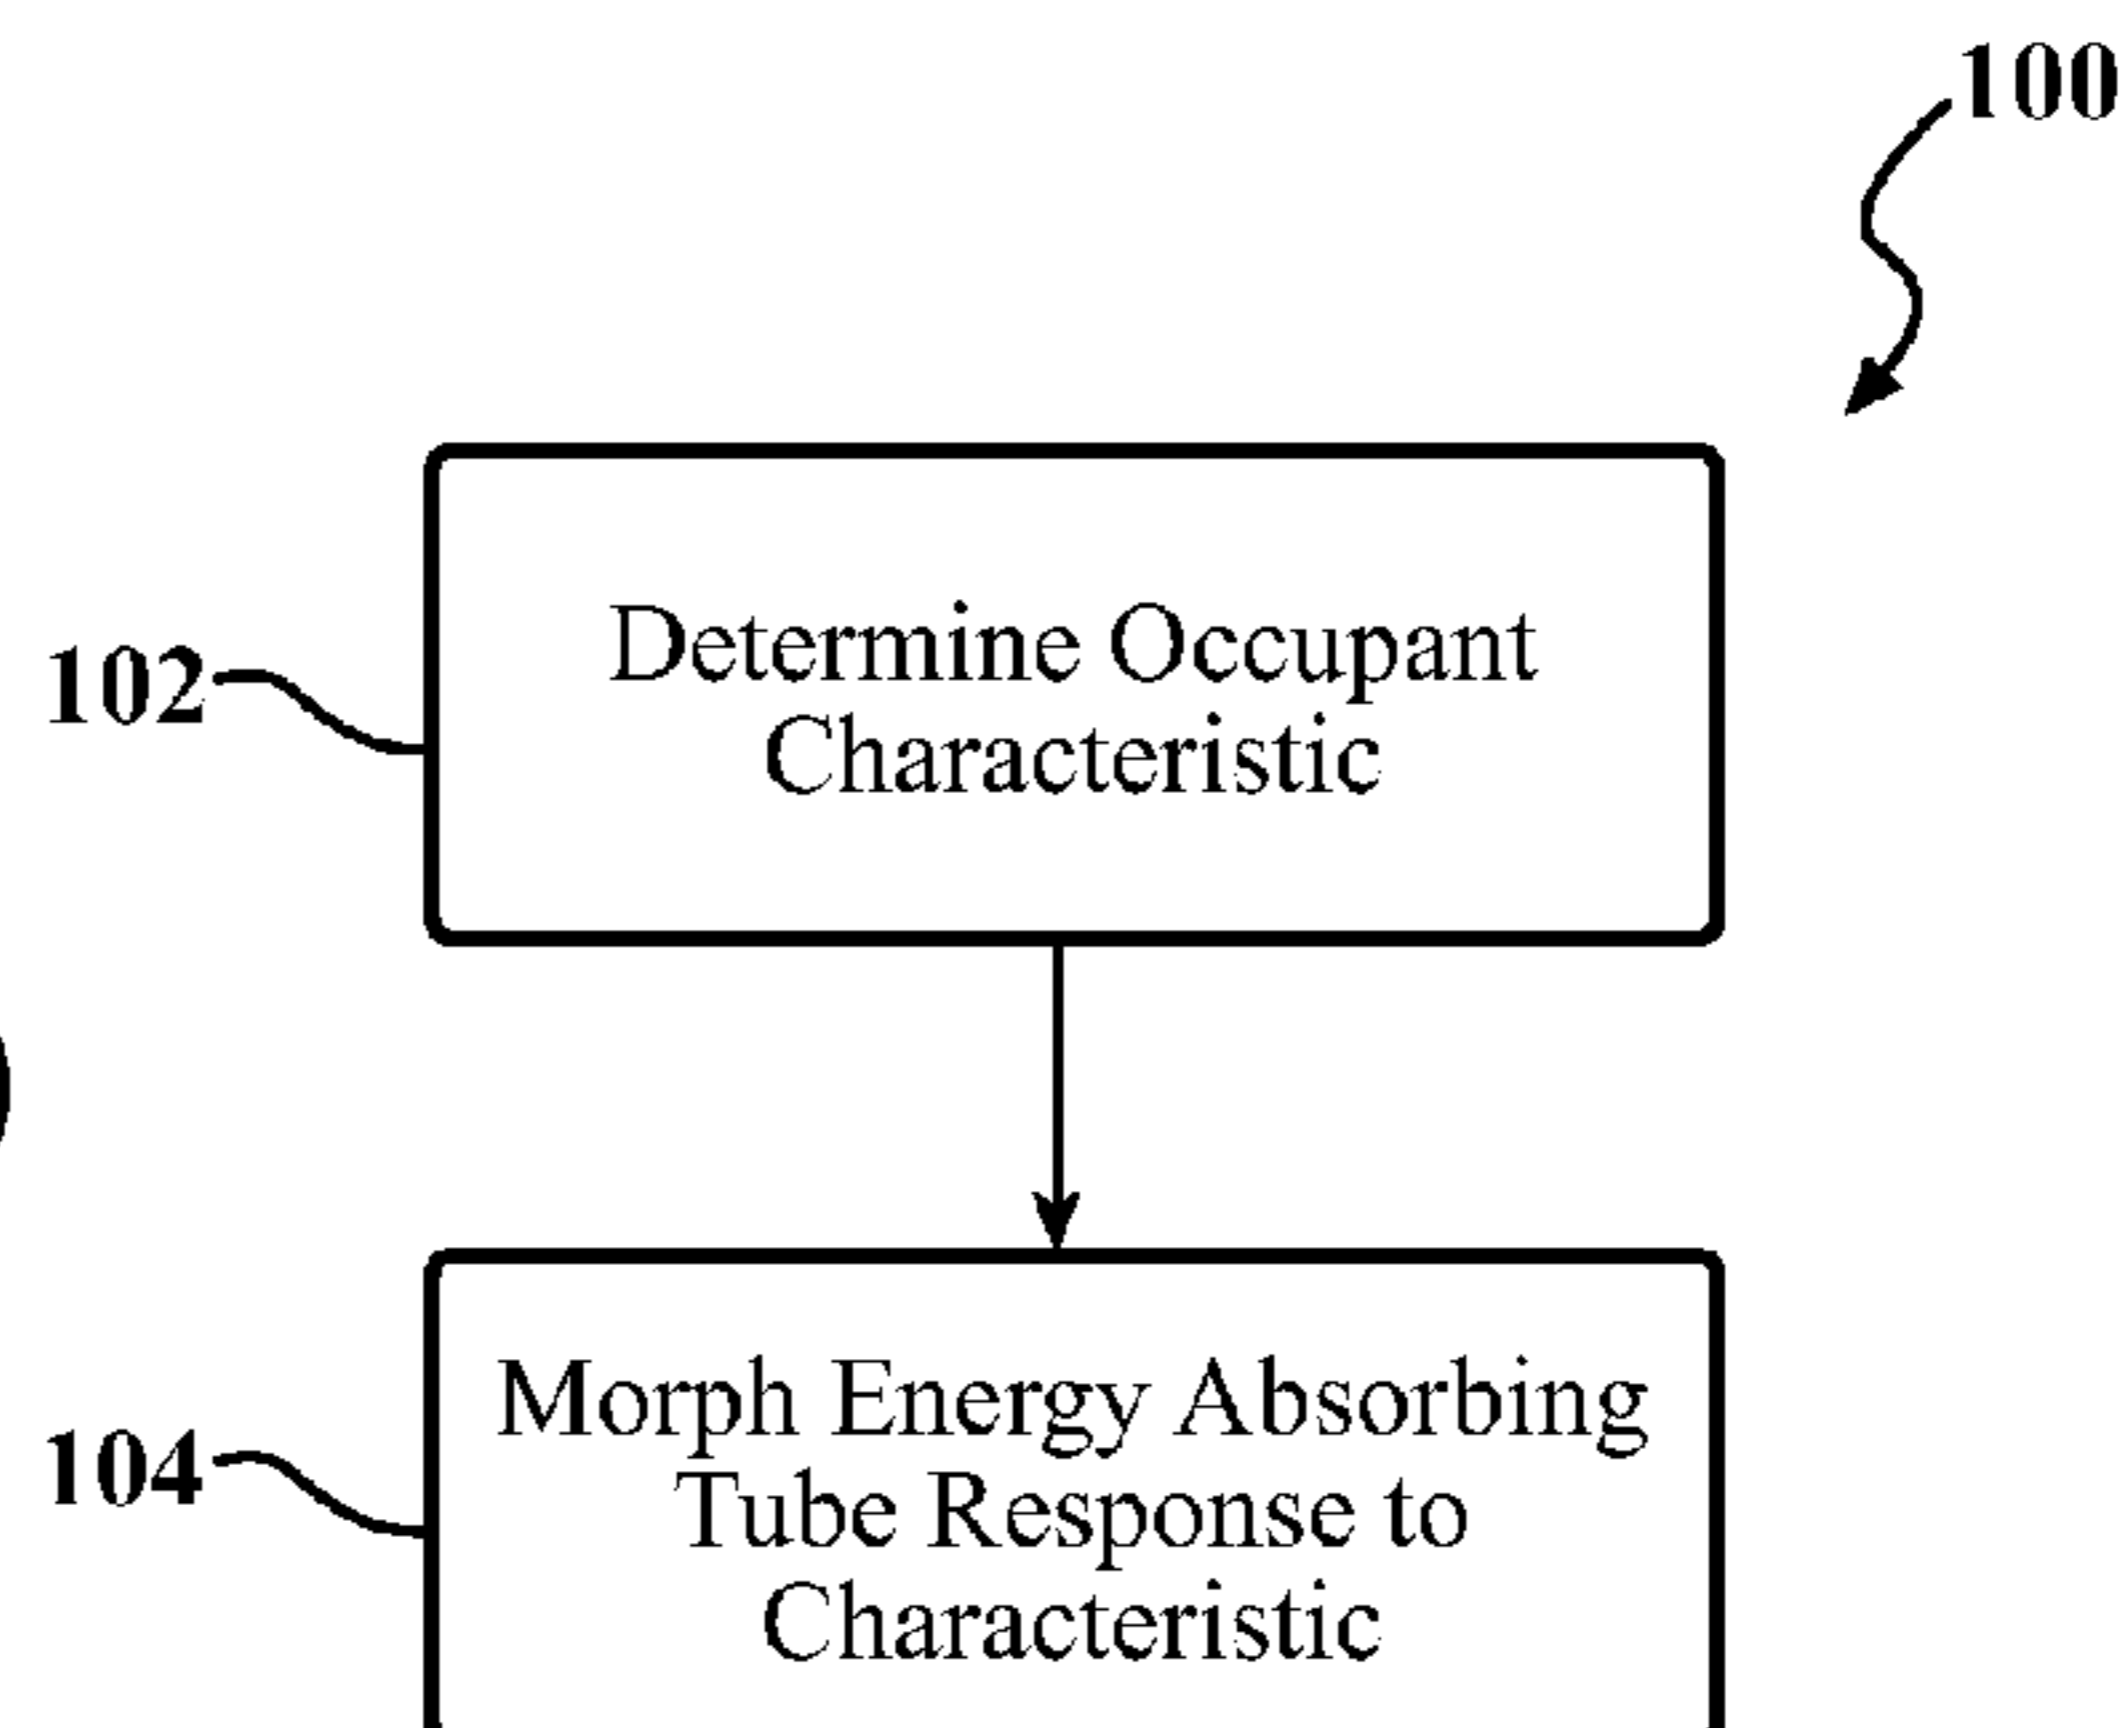 100
102
Determine Occupant
Characteristic
104
Morph Energy Absorbing
Tube Response to
Characteristic